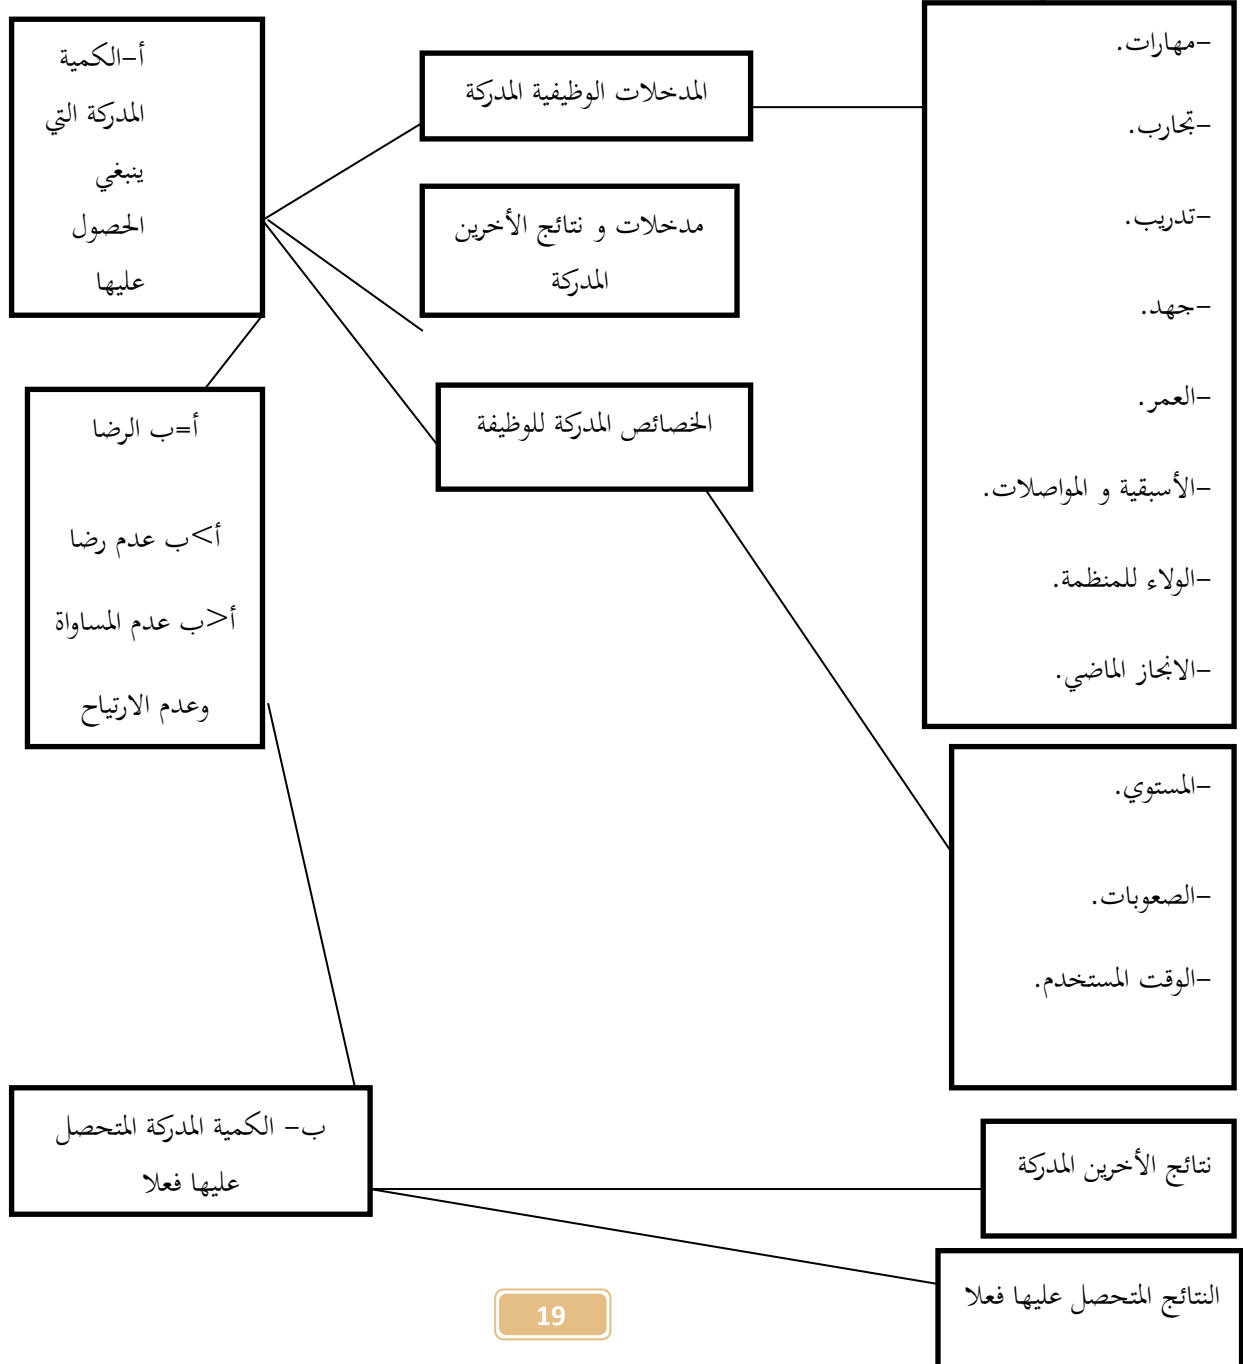 –مهارات.
–تجارب.
–تدريب.
–جهد.
–العمر.
–الأسبقية و المواصلات.
–الولاء للمنظمة.
–الانجاز الماضي.
المدخلات الوظيفية المدركة
مدخلات و نتائج الأخرين
المدركة
الخصائص المدركة للوظيفة
أ–الكمية
المدركة التي
ينبغي
الحصول
عليها
أ=ب الرضا
أ>ب عدم رضا
أ<ب عدم المساواة
وعدم الارتياح
–المستوي.
–الصعوبات.
–الوقت المستخدم.
ب– الكمية المدركة المتحصل
عليها فعلا
نتائج الأخرين المدركة
النتائج المتحصل عليها فعلا
19